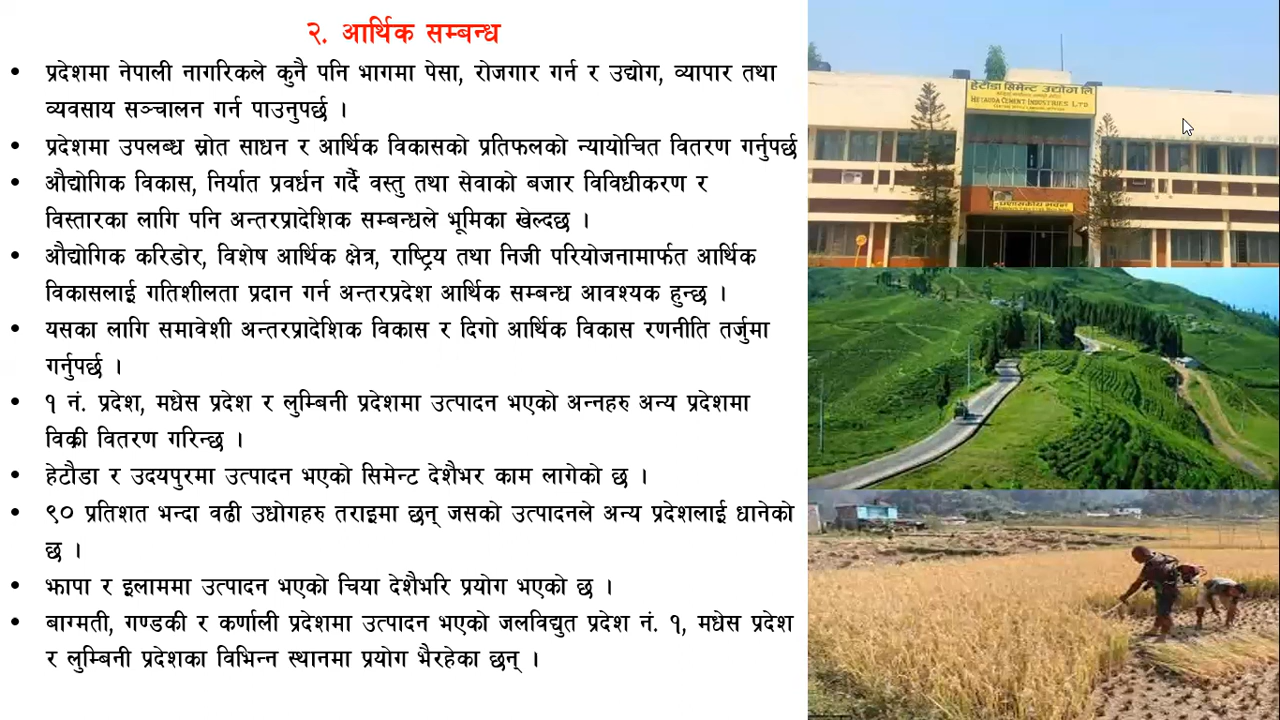 २. आर्थिक सम्बन्ध
• प्रदेशमा नेपाली नागरिकले कुनै पनि भागमा पेसा, रोजगार गर्न र उद्योग, व्यापार तथा
व्यवसाय सञ्चालन गर्न पाउनुपर्छ ।
• प्रदेशमा उपलब्ध स्रोत साधन र आर्थिक विकासको प्रतिफलको न्यायोचित वितरण गर्नुपर्छ
• औद्योगिक विकास, निर्यात प्रवर्धन गर्दै वस्तु तथा सेवाको बजार विविधीकरण र
विस्तारका लागि पनि अन्तरप्रादेशिक सम्बन्धले भूमिका खेल्दछ ।
• औद्योगिक करिडोर, विशेष आर्थिक क्षेत्र, राष्ट्रिय तथा निजी परियोजनामार्फत आर्थिक
विकासलाई गतिशीलता प्रदान गर्न अन्तरप्रदेश आर्थिक सम्बन्ध आवश्यक हुन्छ ।
• यसका लागि समावेशी अन्तरप्रादेशिक विकास र दिगो आर्थिक विकास रणनीति तर्जुमा
गर्नुपर्छ ।
• १ नं. प्रदेश, मधेस प्रदेश र लुम्बिनी प्रदेशमा उत्पादन भएको अन्नहरु अन्य प्रदेशमा
विक्री वितरण गरिन्छ ।
• हेटौडा र उदयपुरमा उत्पादन भएको सिमेन्ट देशैभर काम लागेको छ ।
• ९० प्रतिशत भन्दा वढी उधोगहरु तराइमा छन् जसको उत्पादनले अन्य प्रदेशलाई धानेको
छ ।
• झापा र इलाममा उत्पादन भएको चिया देशैभरि प्रयोग भएको छ ।
• बाग्मती, गण्डकी र कर्णाली प्रदेशमा उत्पादन भएको जलविद्युत प्रदेश नं. १, मधेस प्रदेश
र लुम्बिनी प्रदेशका विभिन्न स्थानमा प्रयोग भैरहेका छन् ।
हेटौंडा सिमेन्ट उद्योग लि
HETAUDA CEMENT INDUSTRIES LTD
प्रशासकीय भवन